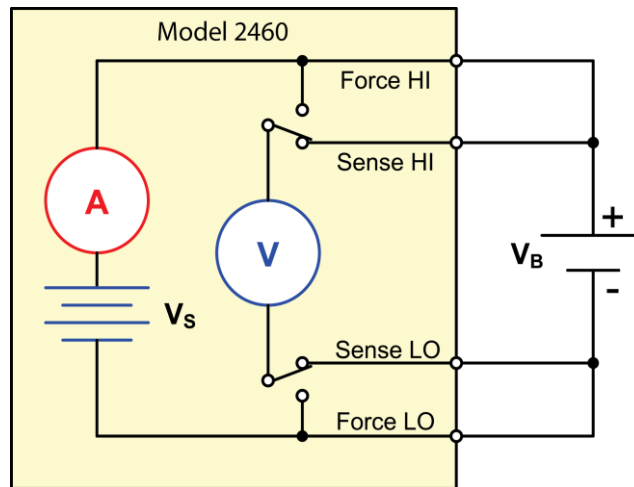 Model 2460
Force HI
Sense HI
A
V
VS
VB
+
-
Sense LO
Force LO